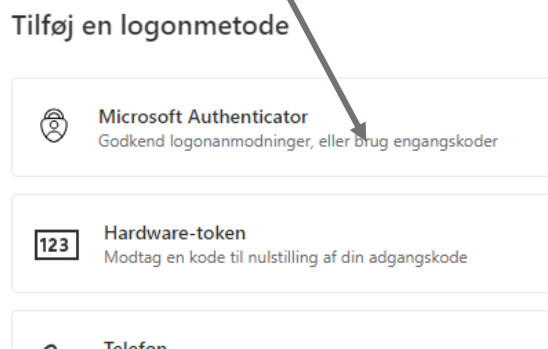 Tilføj en logonmetode
Microsoft Authenticator
Godkend logonanmodninger, eller brug engangskoder
123
Hardware-token
Modtag en kode til nulstilling af din adgangskode
Telefon